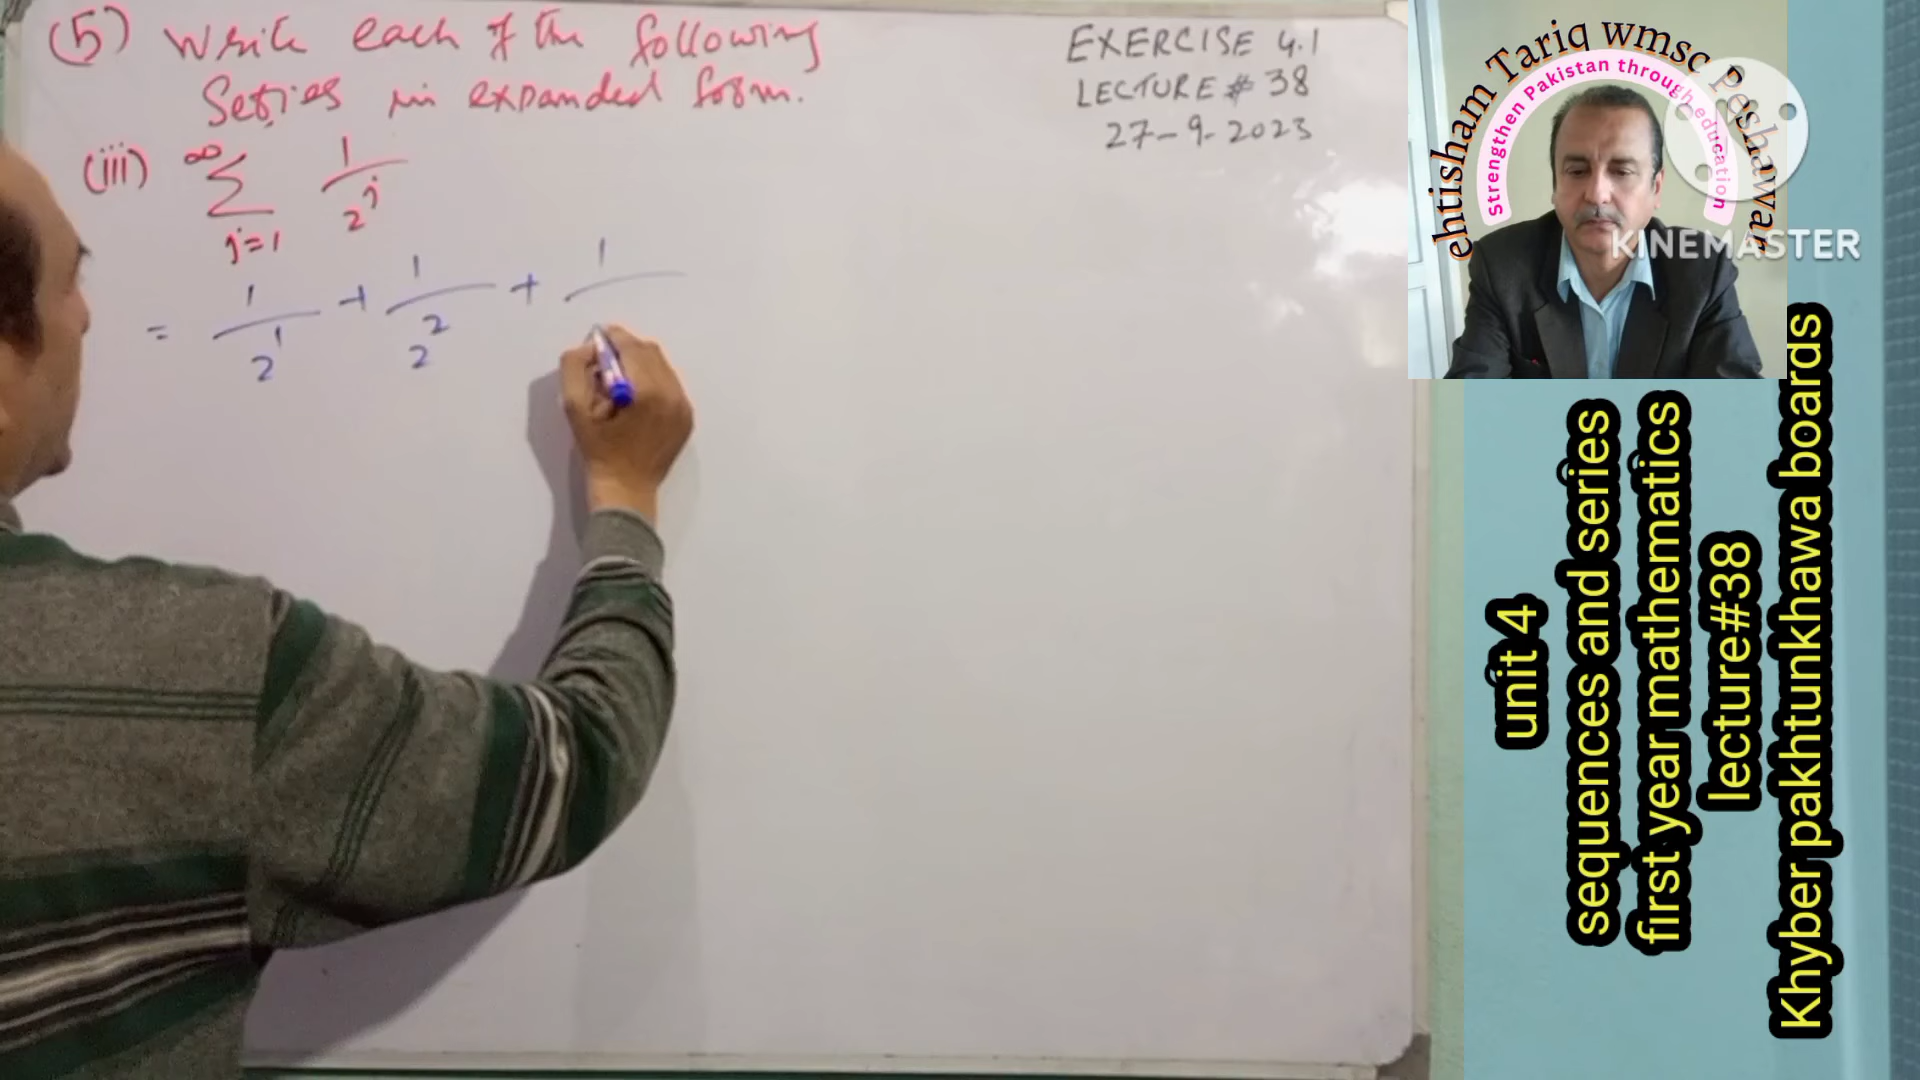 (5) Write each of the following
Series in expanded form.
(iii) ∞ Σ j=1 1/2^j
= 1/2^1 + 1/2^2 + 1/
EXERCISE 4.1
LECTURE # 38
27-9-2023
ehtisham Tariq wmsc Peshawar
Strengthen Pakistan through education
KINEMASTER
unit 4
sequences and series
first year mathematics
lecture#38
Khyber pakhtunkhawa boards